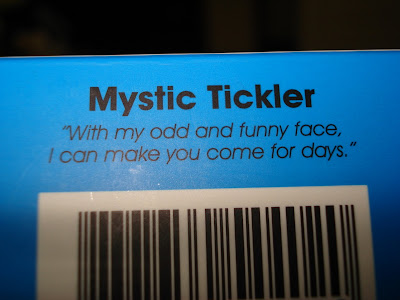 Mystic Tickler
“With my odd and funny face,
I can make you come for days.”